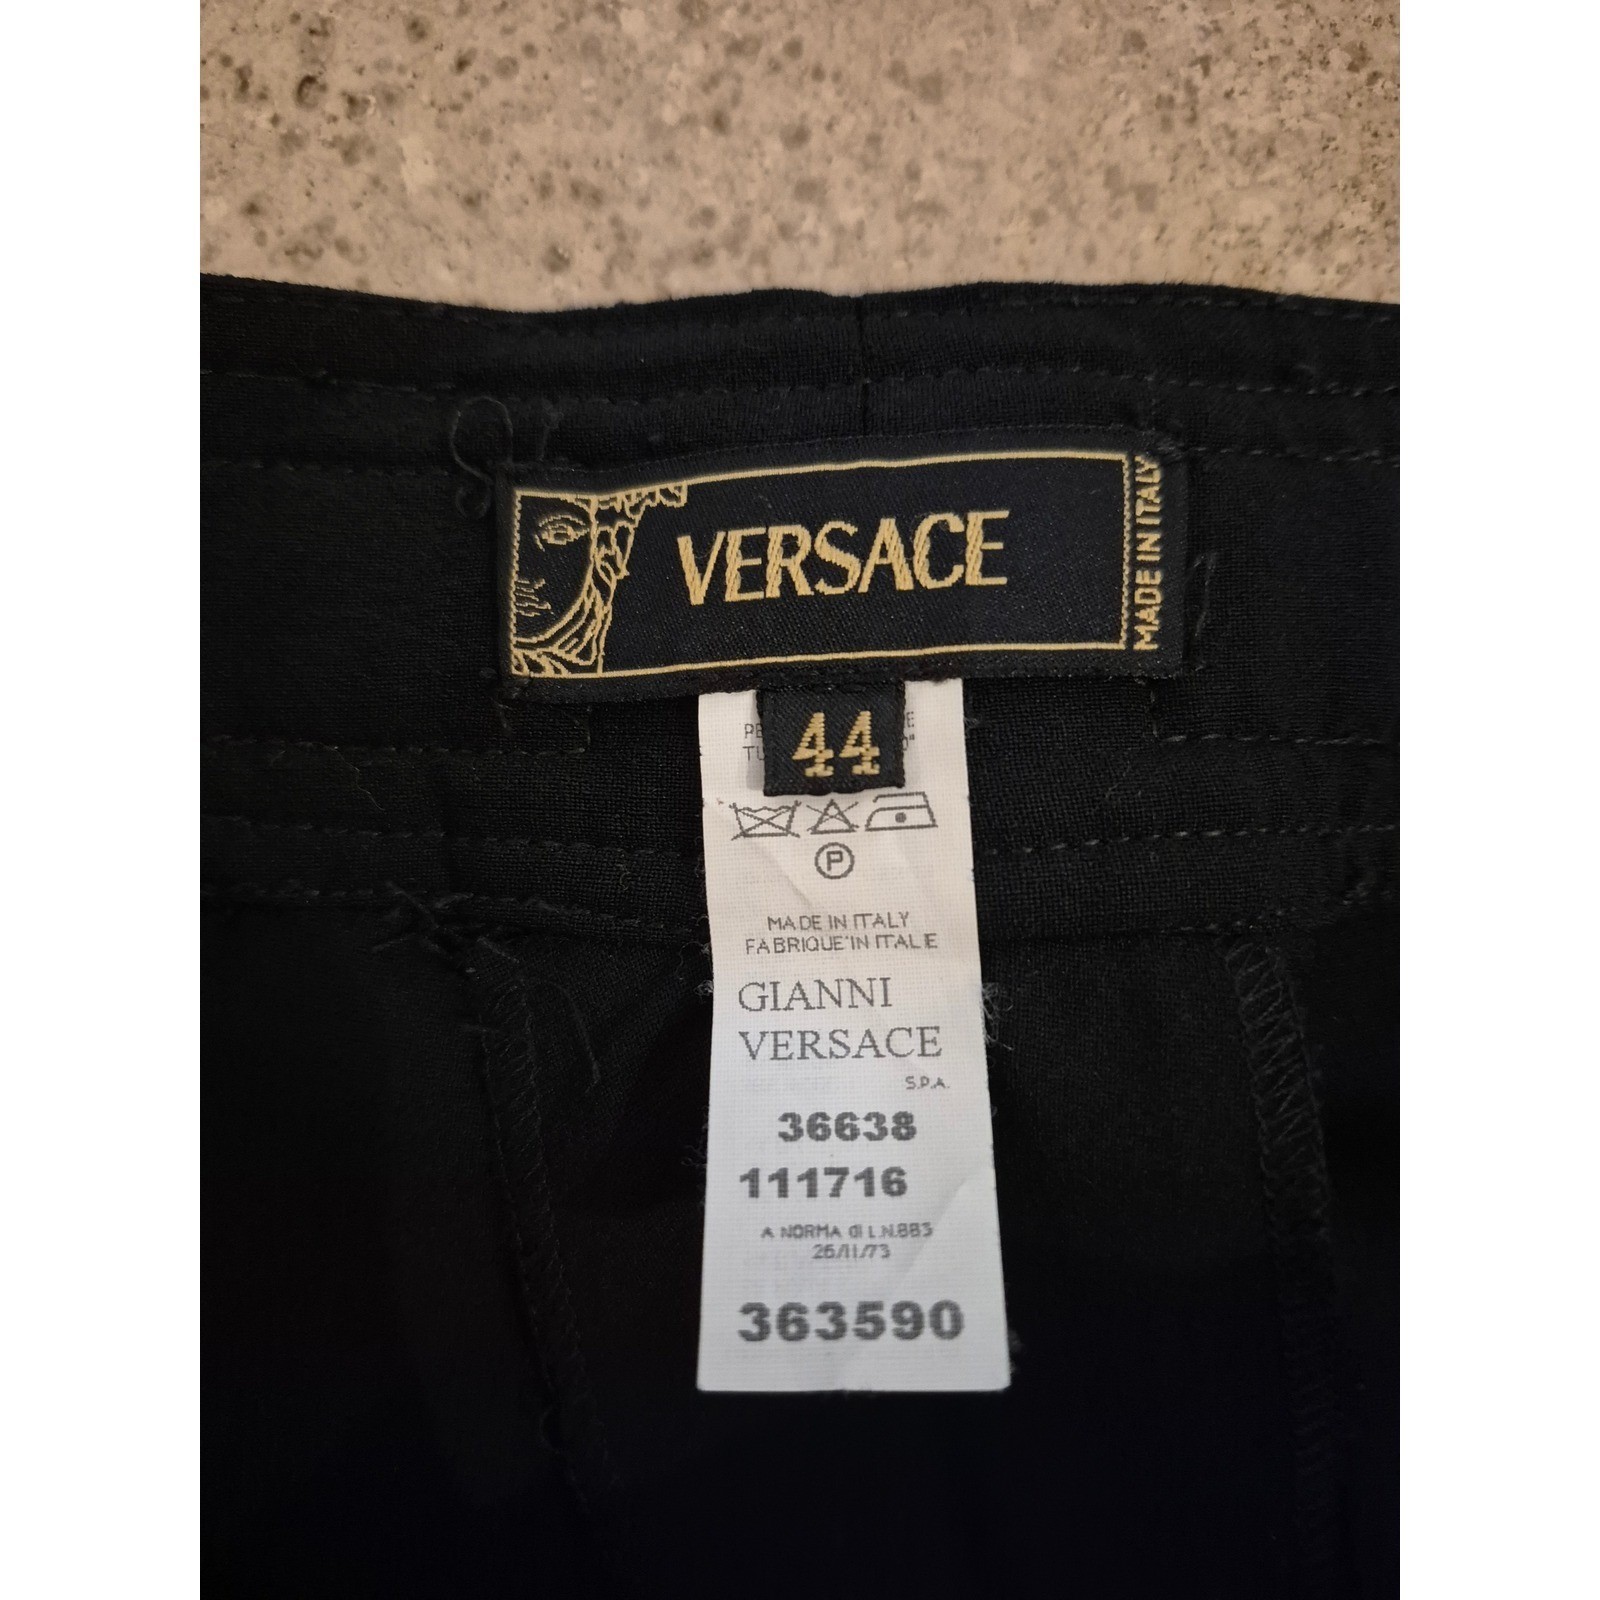 VERSACE
MADE IN ITALY
44
P
MADE IN ITALY
FABRIQUE'IN ITALIE
GIANNI
VERSACE
S.P.A.
36638
111716
A NORMA di L.N.883
26/11/73
363590